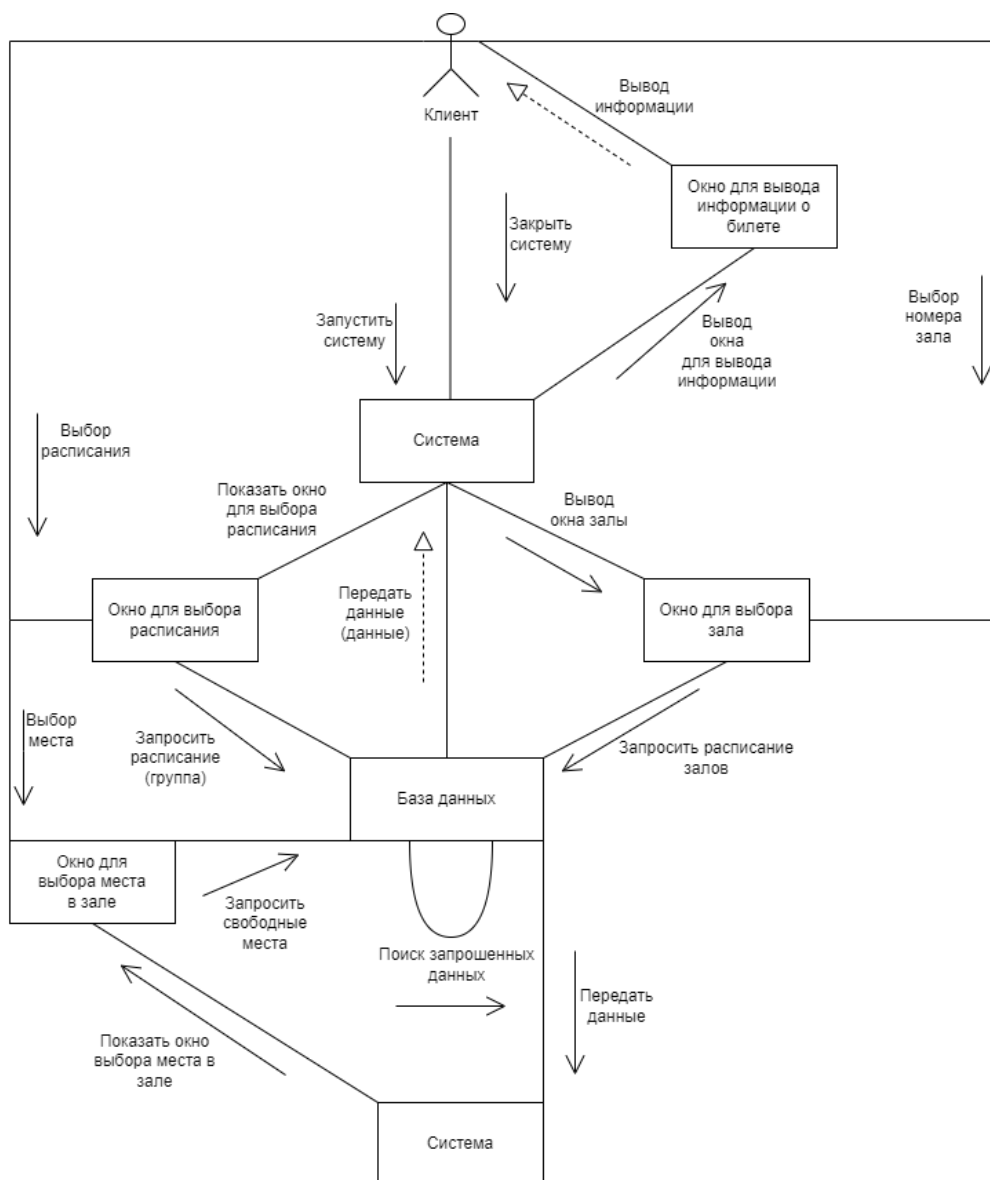 Клиент
Вывод
информации
Окно для вывода
информации о
билете
Закрыть
систему
Запустить
систему
Вывод
окна
для вывода
информации
Выбор
номера
зала
Выбор
расписания
Система
Показать окно
для выбора
расписания
Вывод
окна залы
Передать
данные
(данные)
Окно для выбора
расписания
Окно для выбора
зала
Выбор
места
Запросить
расписание
(группа)
Запросить расписание
залов
База данных
Окно для
выбора места
в зале
Запросить
свободные
места
Поиск запрошенных
данных
Передать
данные
Показать окно
выбора места в
зале
Система